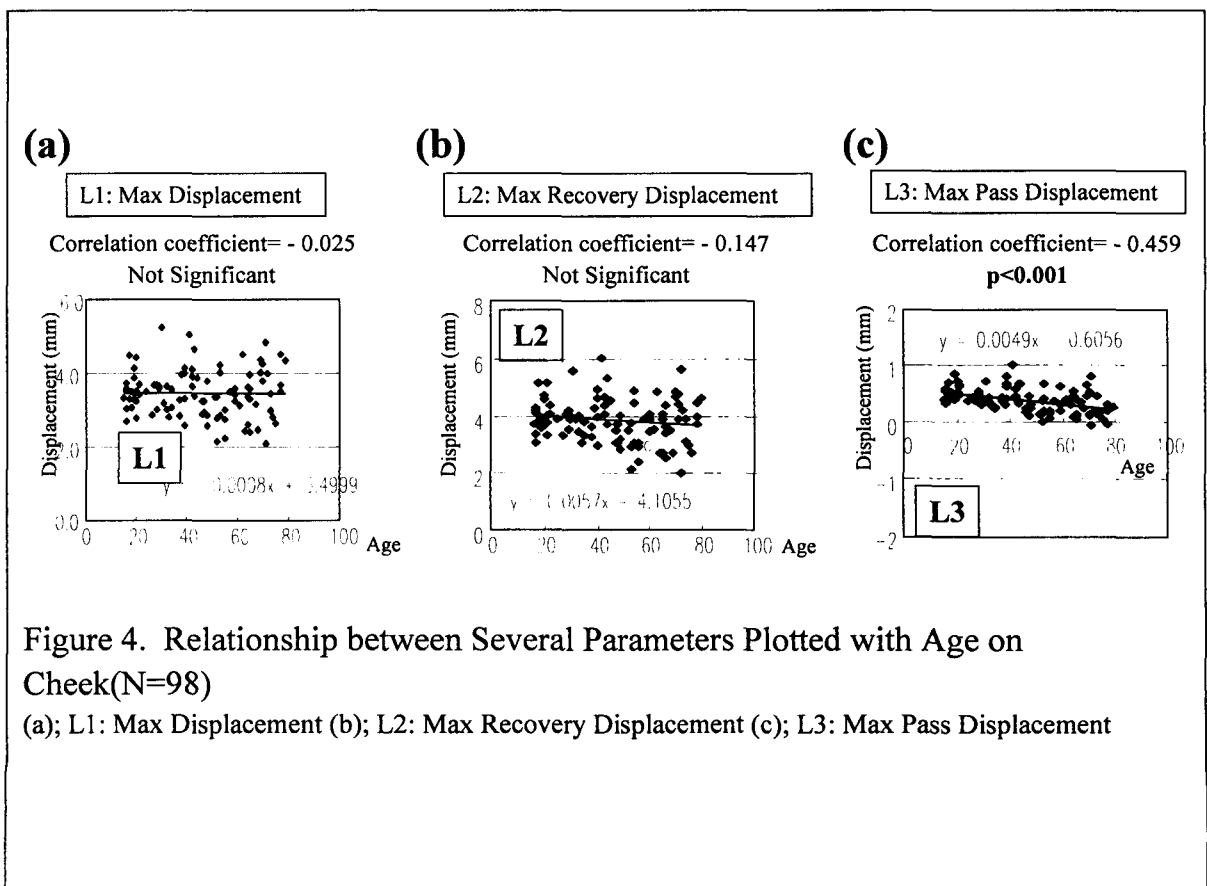 (a)
L1: Max Displacement
Correlation coefficient= - 0.025
Not Significant
6.0
4.0
2.0
0.0
Displacement (mm)
L1
0 20 40 60 80 100 Age
(b)
L2: Max Recovery Displacement
Correlation coefficient= - 0.147
Not Significant
8
6
4
2
0
Displacement (mm)
L2
0 20 40 60 80 100 Age
(c)
L3: Max Pass Displacement
Correlation coefficient= - 0.459
p<0.001
2
1
0
-1
-2
Displacement (mm)
y 0.0049x 0.6056
0 20 40 60 80 100
Age
L3
Figure 4. Relationship between Several Parameters Plotted with Age on
Cheek(N=98)
(a); L1: Max Displacement (b); L2: Max Recovery Displacement (c); L3: Max Pass Displacement